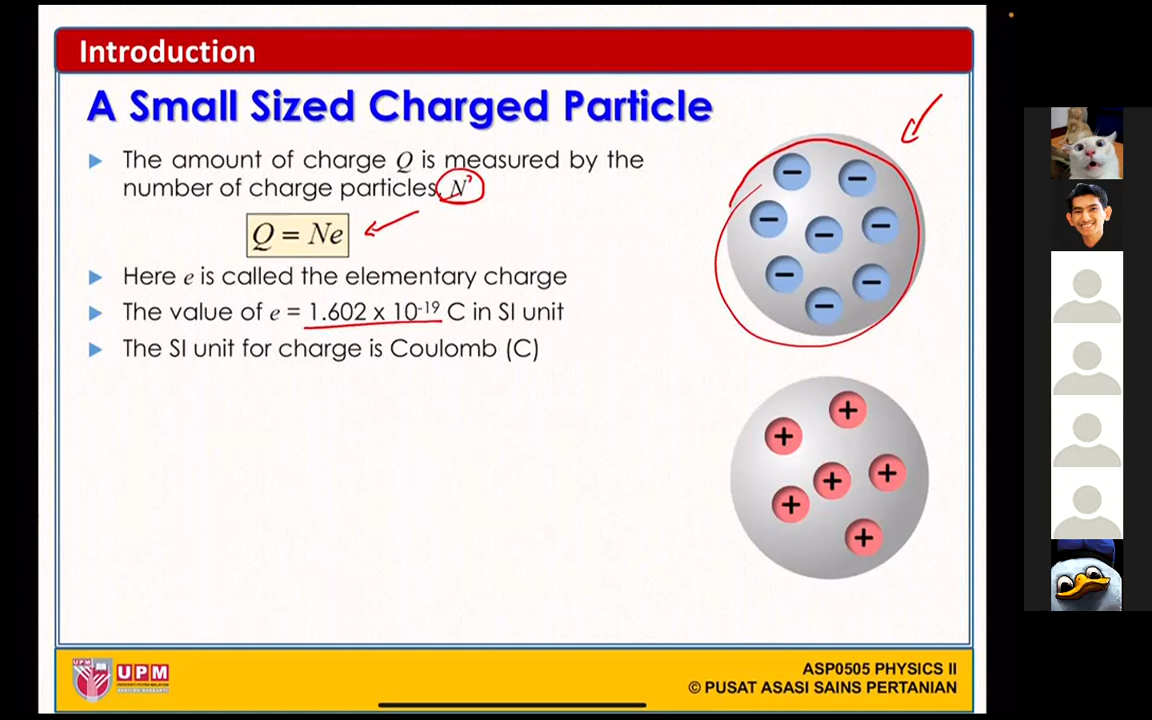 Introduction
A Small Sized Charged Particle
The amount of charge Q is measured by the
number of charge particles, N
Q = Ne
Here e is called the elementary charge
The value of e = 1.602 x 10⁻¹⁹ C in SI unit
The SI unit for charge is Coulomb (C)
UPM
UPM
ASP0505 PHYSICS II
© PUSAT ASASI SAINS PERTANIAN